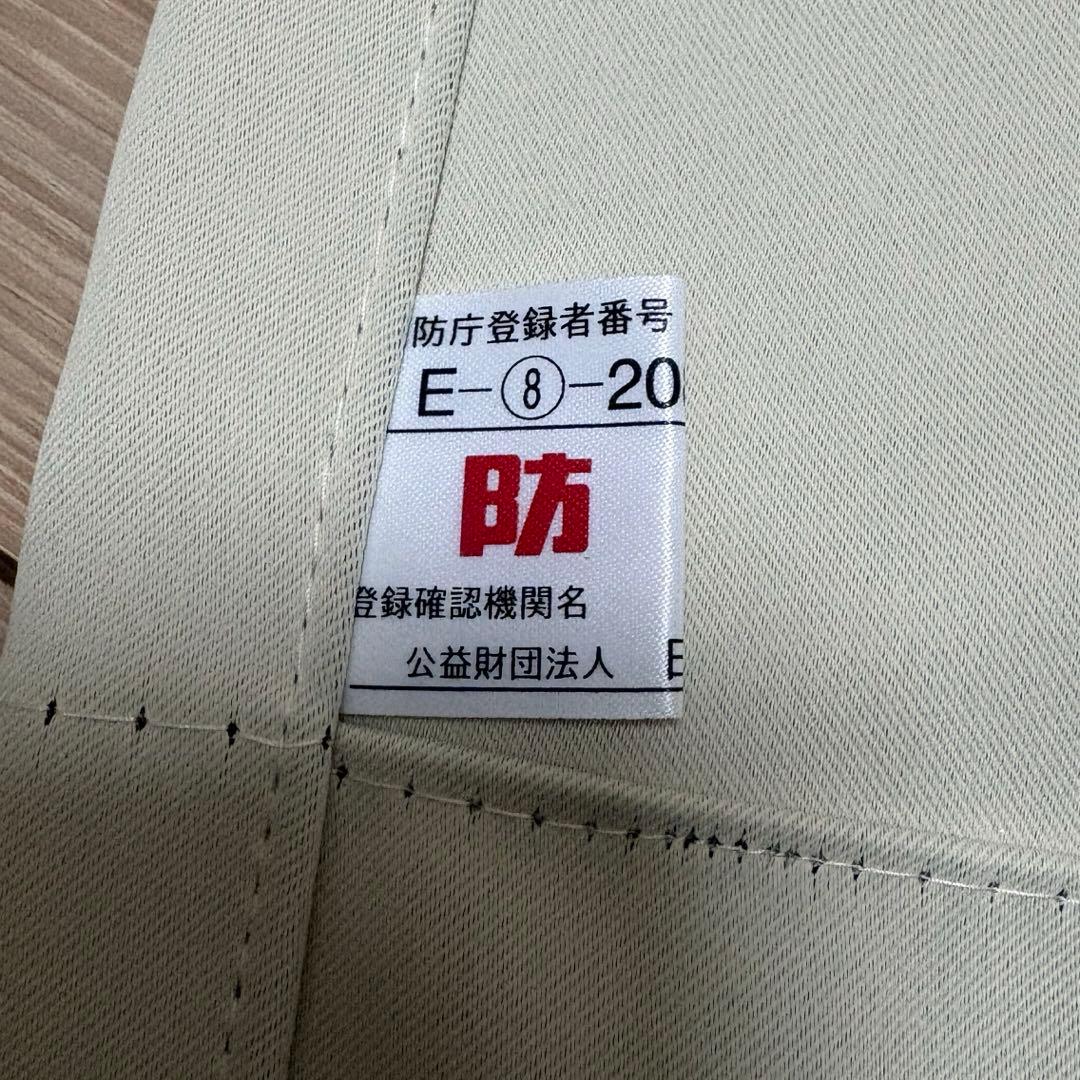 防庁登録者番号
E-⑧-20
防
登録確認機関名
公益財団法人